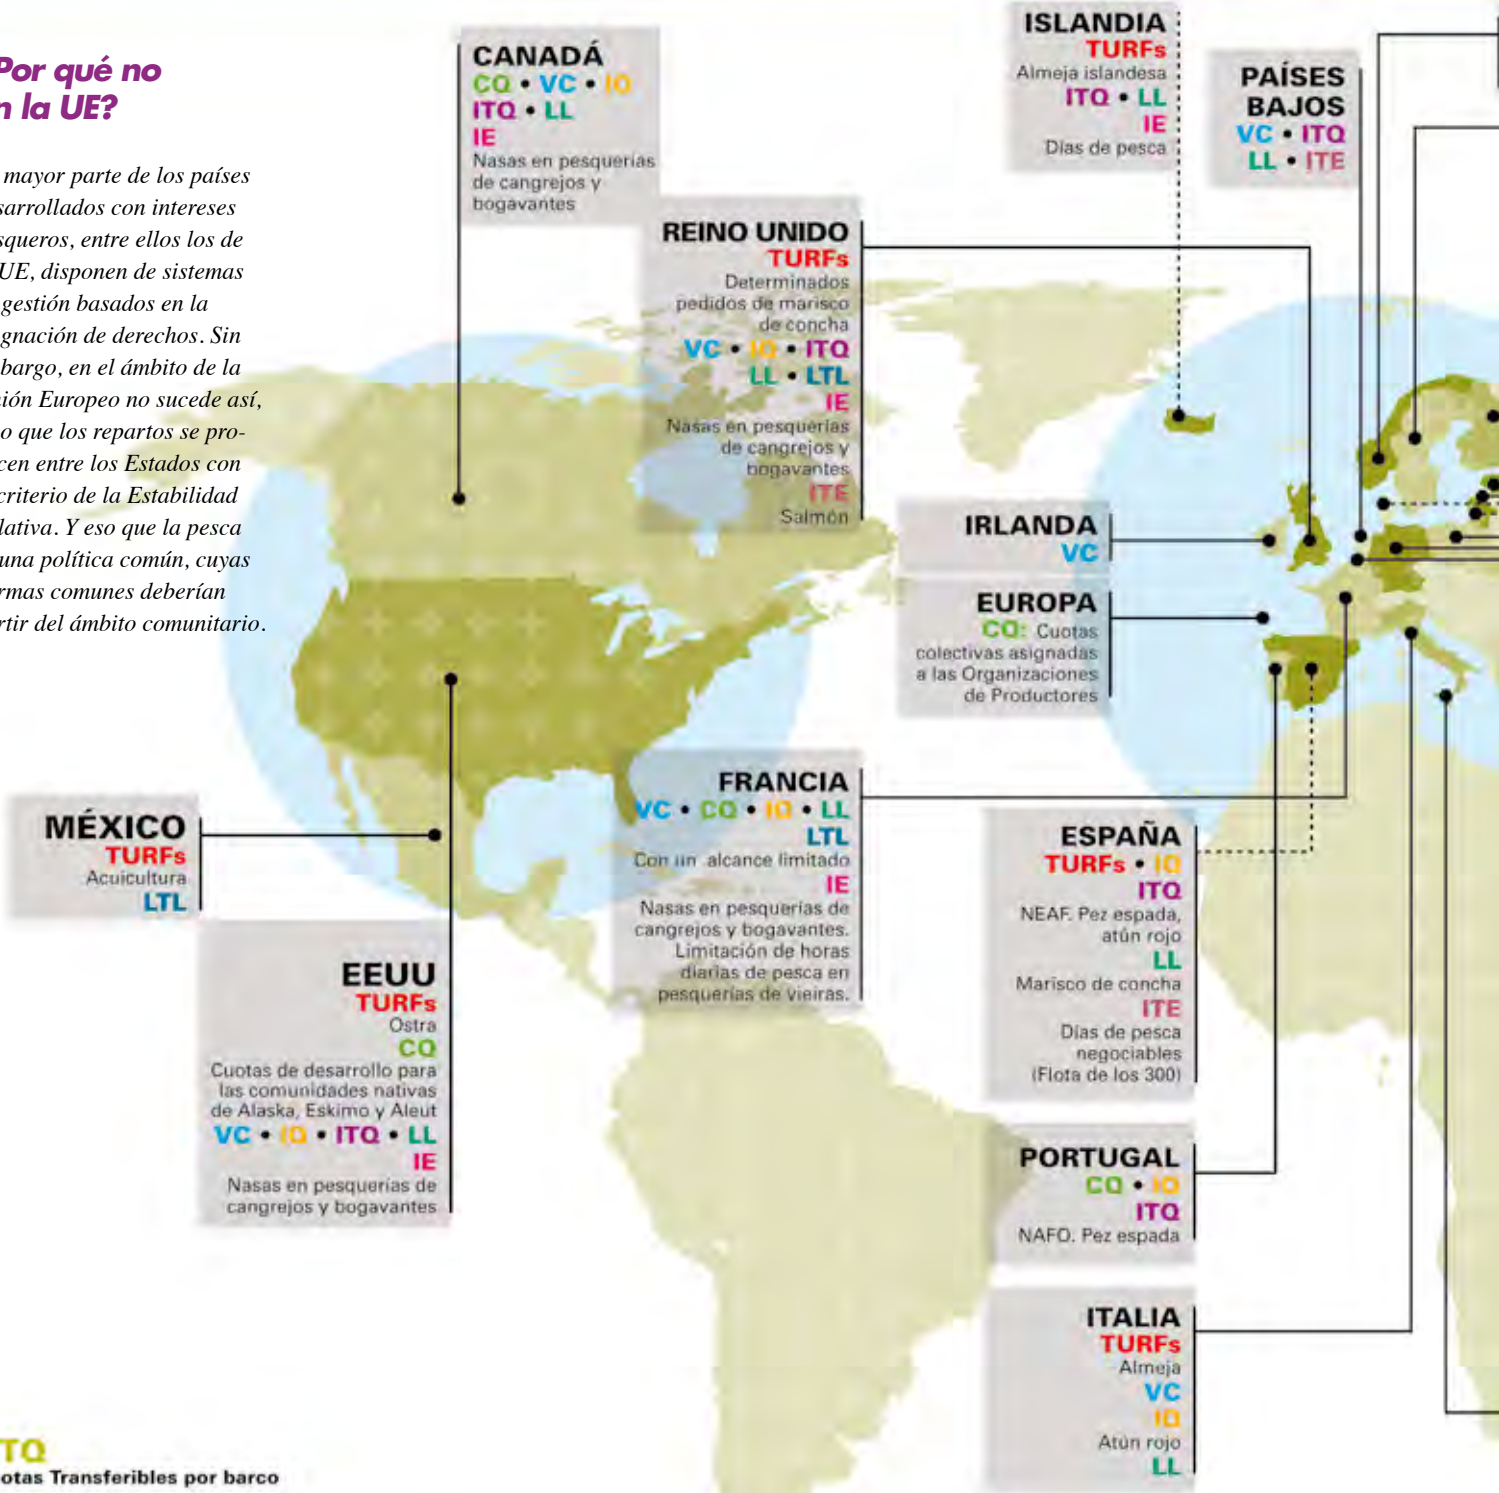 Por qué no
n la UE?
mayor parte de los países
sarrollados con intereses
squeros, entre ellos los de
UE, disponen de sistemas
gestión basados en la
gnación de derechos. Sin
bargo, en el ámbito de la
nión Europeo no sucede así,
o que los repartos se pro-
cen entre los Estados con
criterio de la Estabilidad
lativa. Y eso que la pesca
una política común, cuyas
rmas comunes deberían
rtir del ámbito comunitario.
CANADÁ
CQ • VC • IQ
ITQ • LL
IE
Nasas en pesquerías
de cangrejos y
bogavantes
REINO UNIDO
TURFs
Determinados
pedidos de marisco
de concha
VC • IQ • ITQ
LL • LTL
IE
Nasas en pesquerías
de cangrejos y
bogavantes
ITE
Salmón
ISLANDIA
TURFs
Almeja islandesa
ITQ • LL
IE
Días de pesca
PAÍSES
BAJOS
VC • ITQ
LL • ITE
IRLANDA
VC
EUROPA
CQ: Cuotas
colectivas asignadas
a las Organizaciones
de Productores
MÉXICO
TURFs
Acuicultura
LTL
EEUU
TURFs
Ostra
CQ
Cuotas de desarrollo para
las comunidades nativas
de Alaska, Eskimo y Aleut
VC • IQ • ITQ • LL
IE
Nasas en pesquerías de
cangrejos y bogavantes
FRANCIA
VC • CQ • IQ • LL
LTL
Con un alcance limitado
IE
Nasas en pesquerías de
cangrejos y bogavantes.
Limitación de horas
diarias de pesca en
pesquerías de vieiras.
ESPAÑA
TURFs • IQ
ITQ
NEAF. Pez espada,
atún rojo
LL
Marisco de concha
ITE
Días de pesca
negociables
(Flota de los 300)
PORTUGAL
CQ • IQ
ITQ
NAFO. Pez espada
ITALIA
TURFs
Almeja
VC
IQ
Atún rojo
LL
TQ
otas Transferibles por barco